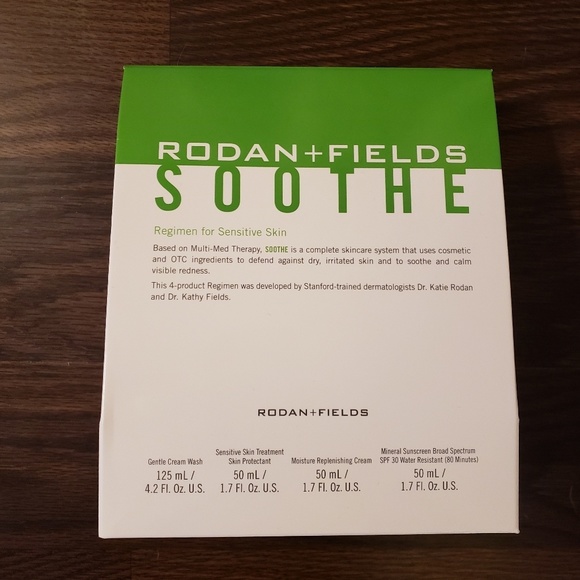 RODAN+FIELDS
SOOTHE
Regimen for Sensitive Skin
Based on Multi-Med Therapy, SOOTHE is a complete skincare system that uses cosmetic
and OTC ingredients to defend against dry, irritated skin and to soothe and calm
visible redness.
This 4-product Regimen was developed by Stanford-trained dermatologists Dr. Katie Rodan
and Dr. Kathy Fields.
RODAN+FIELDS
Gentle Cream Wash
125 mL /
4.2 Fl. Oz. U.S.
Sensitive Skin Treatment
Skin Protectant
50 mL /
1.7 Fl. Oz. U.S.
Moisture Replenishing Cream
50 mL /
1.7 Fl. Oz. U.S.
Mineral Sunscreen Broad Spectrum
SPF 30 Water Resistant (80 Minutes)
50 mL /
1.7 Fl. Oz. U.S.